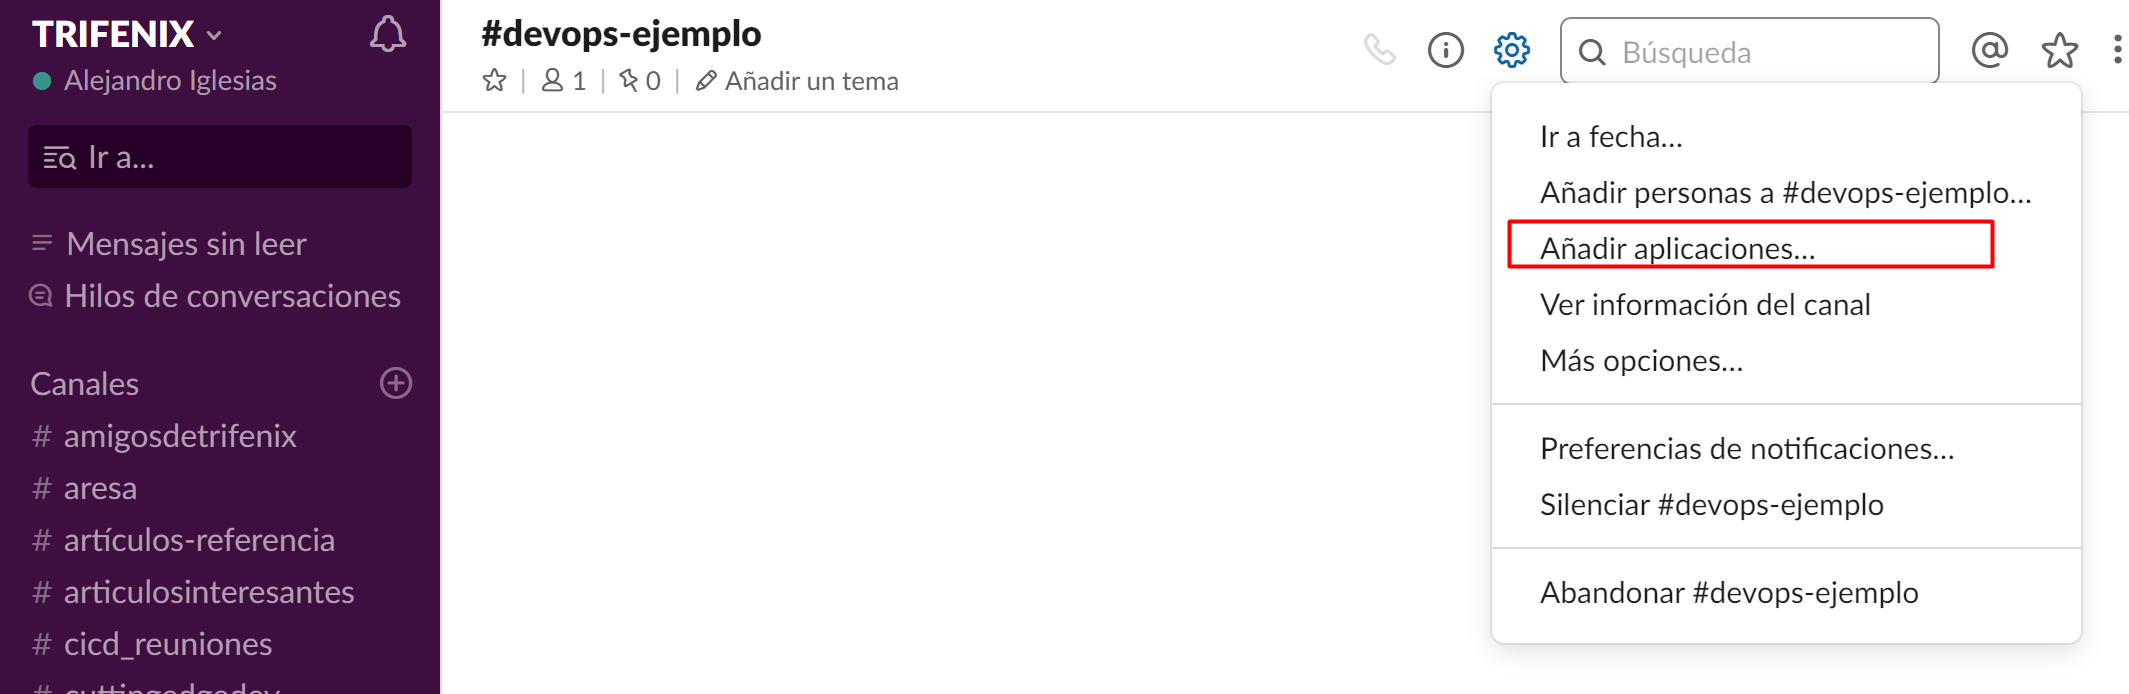 TRIFENIX
Alejandro Iglesias
Ir a...
Mensajes sin leer
Hilos de conversaciones
Canales
# amigosdetrifenix
# aresa
# artículos-referencia
# articulosinteresantes
# cicd_reuniones
#devops-ejemplo
1 | 0 | Añadir un tema
Búsqueda
Ir a fecha...
Añadir personas a #devops-ejemplo...
Añadir aplicaciones...
Ver información del canal
Más opciones...
Preferencias de notificaciones...
Silenciar #devops-ejemplo
Abandonar #devops-ejemplo